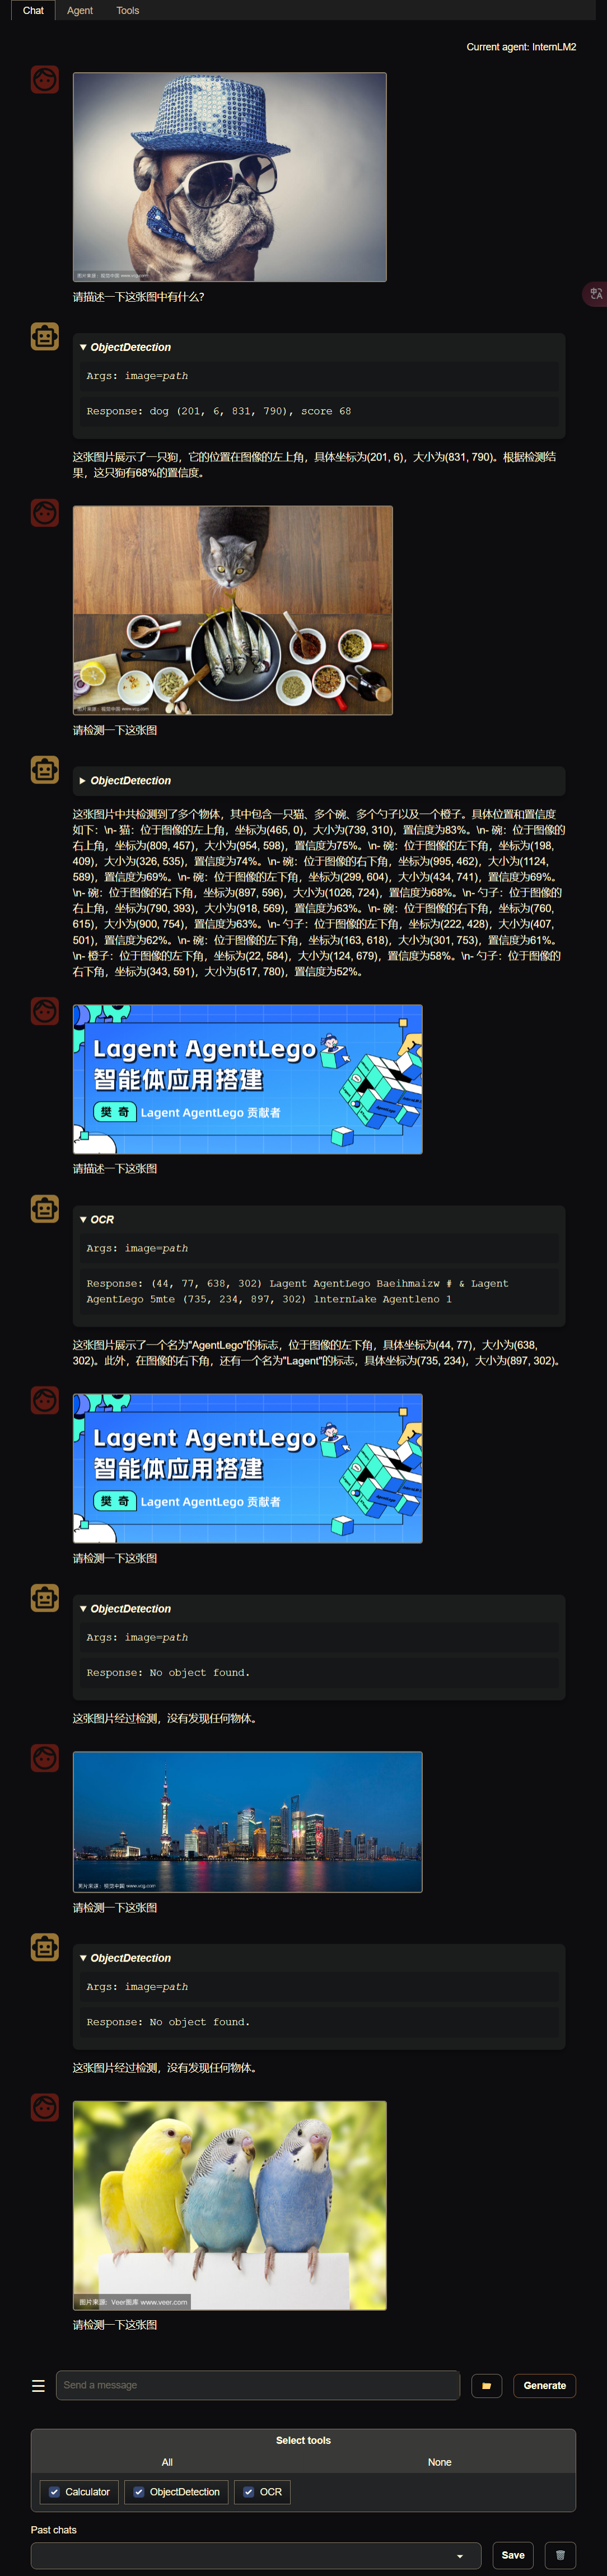 Chat Agent Tools
Current agent: InternLM2
图片来源：视觉中国 www.vcg.com
请描述一下这张图中有什么?
▼ ObjectDetection
Args: image=path
Response: dog (201, 6, 831, 790), score 68
这张图片展示了一只狗，它的位置在图像的左上角，具体坐标为(201, 6)，大小为(831, 790)。根据检测结
果，这只狗有68%的置信度。
图片来源：视觉中国 www.vcg.com
请检测一下这张图
▶ ObjectDetection
这张图片中共检测到了多个物体，其中包含一只猫、多个碗、多个勺子以及一个橙子。具体位置和置信度
如下：\n- 猫：位于图像的左上角，坐标为(465, 0)，大小为(739, 310)，置信度为83%。\n- 碗：位于图像的
右上角，坐标为(809, 457)，大小为(954, 598)，置信度为75%。\n- 碗：位于图像的左下角，坐标为(198,
409)，大小为(326, 535)，置信度为74%。\n- 碗：位于图像的右下角，坐标为(995, 462)，大小为(1124,
589)，置信度为69%。\n- 碗：位于图像的左下角，坐标为(299, 604)，大小为(434, 741)，置信度为69%。
\n- 碗：位于图像的右下角，坐标为(897, 596)，大小为(1026, 724)，置信度为68%。\n- 勺子：位于图像的
右上角，坐标为(790, 393)，大小为(918, 569)，置信度为63%。\n- 碗：位于图像的右下角，坐标为(760,
615)，大小为(900, 754)，置信度为63%。\n- 勺子：位于图像的左下角，坐标为(222, 428)，大小为(407,
501)，置信度为62%。\n- 碗：位于图像的左下角，坐标为(163, 618)，大小为(301, 753)，置信度为61%。
\n- 橙子：位于图像的左下角，坐标为(22, 584)，大小为(124, 679)，置信度为58%。\n- 勺子：位于图像的
右下角，坐标为(343, 591)，大小为(517, 780)，置信度为52%。
Lagent AgentLego
智能体应用搭建
樊 奇 Lagent AgentLego 贡献者
请描述一下这张图
▼ OCR
Args: image=path
Response: (44, 77, 638, 302) Lagent AgentLego Baeihmaizw # & Lagent
AgentLego 5mte (735, 234, 897, 302) lnternLake Agentleno 1
这张图片展示了一个名为"AgentLego"的标志，位于图像的左下角，具体坐标为(44, 77)，大小为(638,
302)。此外，在图像的右下角，还有一个名为"Lagent"的标志，具体坐标为(735, 234)，大小为(897, 302)。
Lagent AgentLego
智能体应用搭建
樊 奇 Lagent AgentLego 贡献者
请检测一下这张图
▼ ObjectDetection
Args: image=path
Response: No object found.
这张图片经过检测，没有发现任何物体。
图片来源：视觉中国 www.vcg.com
请检测一下这张图
▼ ObjectDetection
Args: image=path
Response: No object found.
这张图片经过检测，没有发现任何物体。
图片来源：Veer图库 www.veer.com
请检测一下这张图
Send a message
Generate
Select tools
All None
Calculator ObjectDetection OCR
Past chats
Save